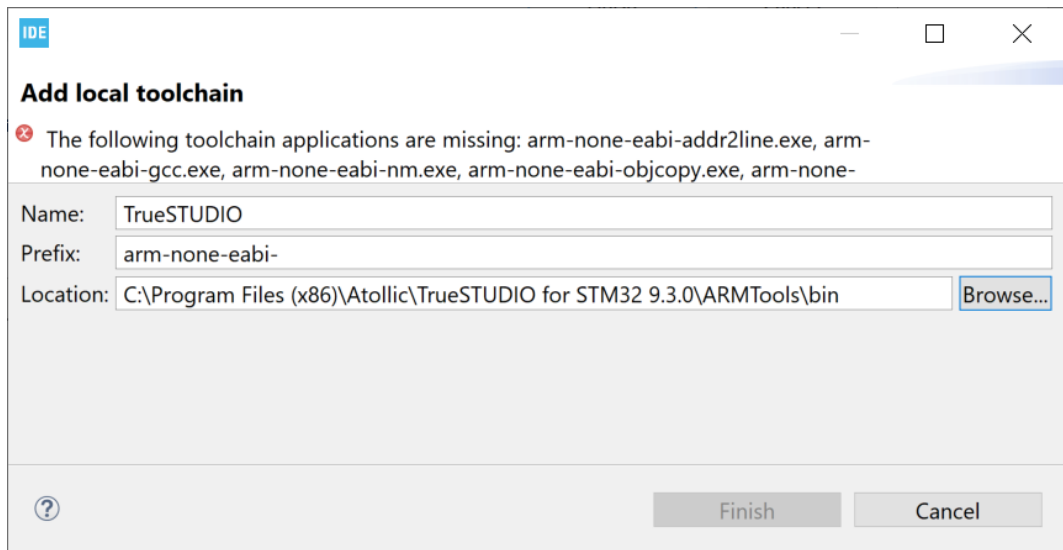 IDE
Add local toolchain
The following toolchain applications are missing: arm-none-eabi-addr2line.exe, arm-
none-eabi-gcc.exe, arm-none-eabi-nm.exe, arm-none-eabi-objcopy.exe, arm-none-
Name: TrueSTUDIO
Prefix: arm-none-eabi-
Location: C:\Program Files (x86)\Atollic\TrueSTUDIO for STM32 9.3.0\ARMTools\bin Browse...
? Finish Cancel